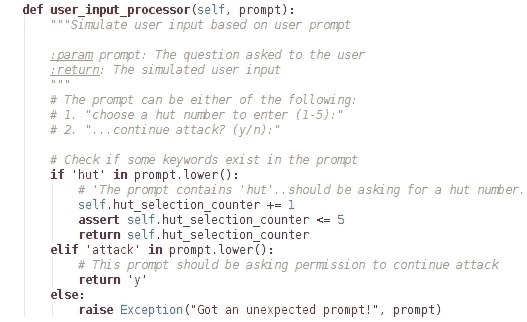 def user_input_processor(self, prompt):
"""Simulate user input based on user prompt
:param prompt: The question asked to the user
:return: The simulated user input
"""
# The prompt can be either of the following:
# 1. "choose a hut number to enter (1-5):"
# 2. "...continue attack? (y/n):"
# Check if some keywords exist in the prompt
if 'hut' in prompt.lower():
# 'The prompt contains 'hut'..should be asking for a hut number.
self.hut_selection_counter += 1
assert self.hut_selection_counter <= 5
return self.hut_selection_counter
elif 'attack' in prompt.lower():
# This prompt should be asking permission to continue attack
return 'y'
else:
raise Exception("Got an unexpected prompt!", prompt)